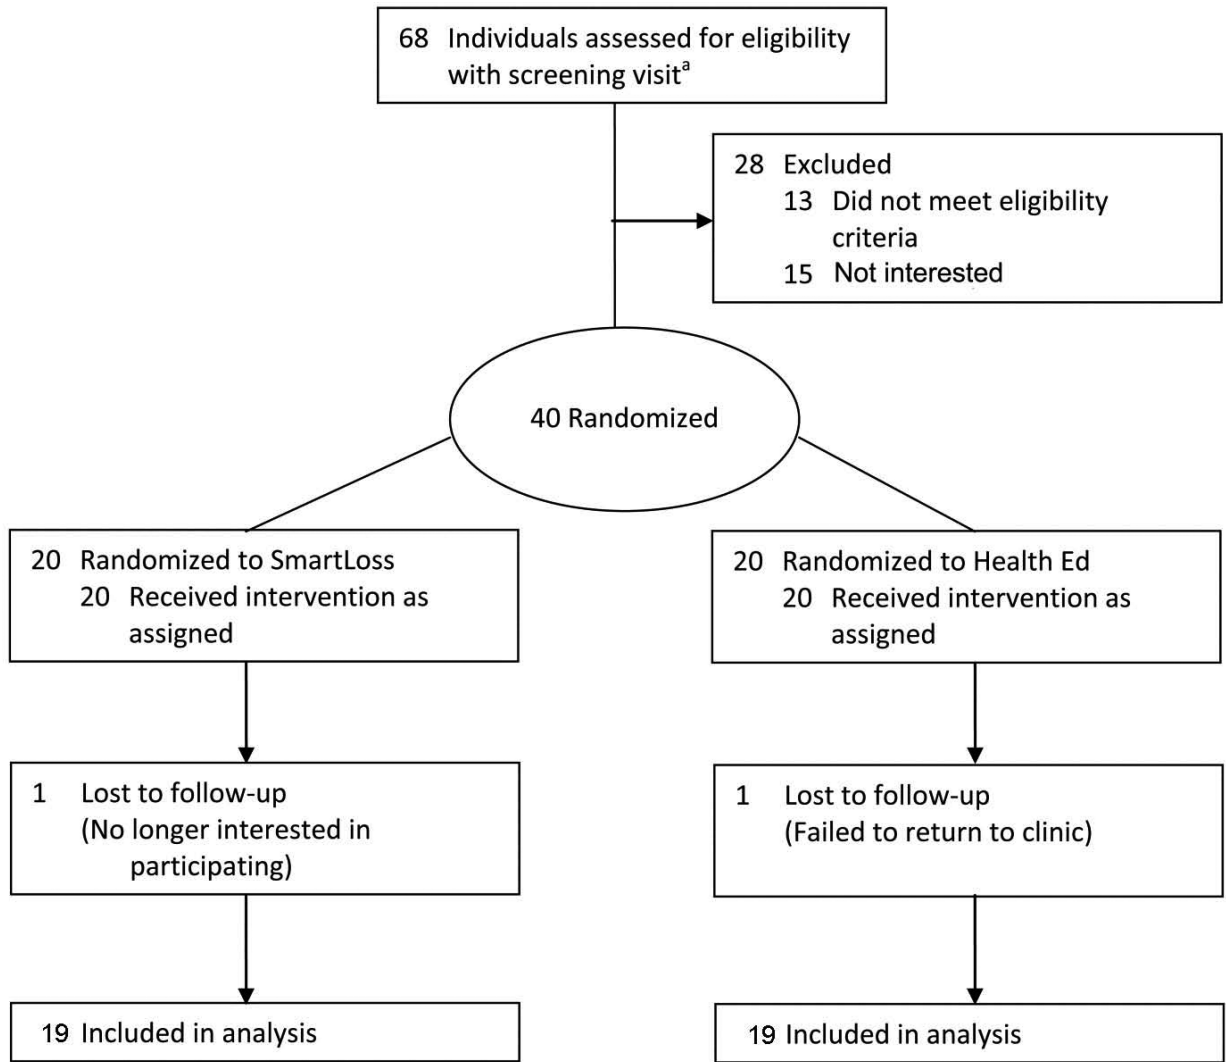 68 Individuals assessed for eligibility
with screening visitᵃ
28 Excluded
13 Did not meet eligibility
criteria
15 Not interested
40 Randomized
20 Randomized to SmartLoss
20 Received intervention as
assigned
20 Randomized to Health Ed
20 Received intervention as
assigned
1 Lost to follow-up
(No longer interested in
participating)
1 Lost to follow-up
(Failed to return to clinic)
19 Included in analysis
19 Included in analysis